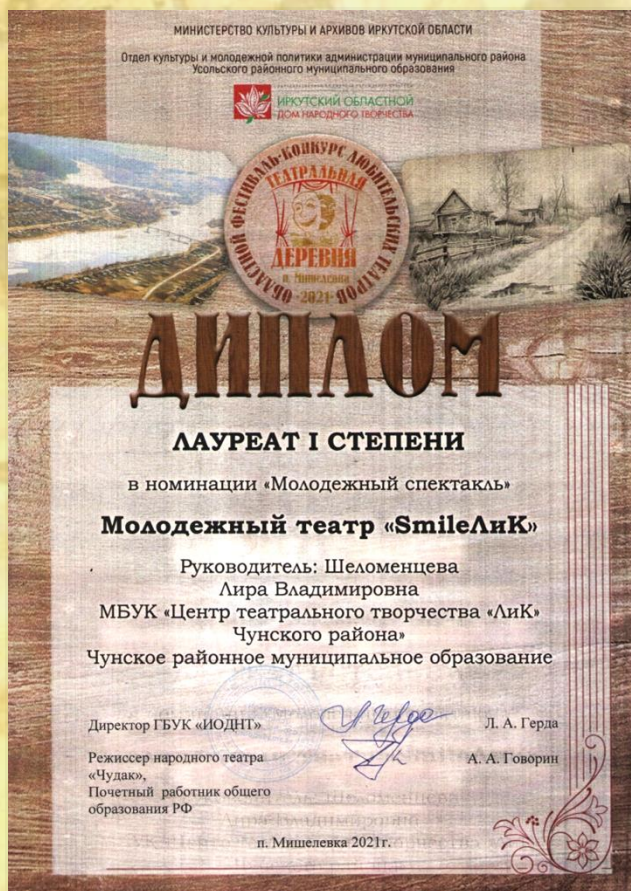 МИНИСТЕРСТВО КУЛЬТУРЫ И АРХИВОВ ИРКУТСКОЙ ОБЛАСТИ
Отдел культуры и молодежной политики администрации муниципального района
Усольского районного муниципального образования
ИРКУТСКИЙ ОБЛАСТНОЙ
ДОМ НАРОДНОГО ТВОРЧЕСТВА
ОБЛАСТНОЙ ФЕСТИВАЛЬ-КОНКУРС ЛЮБИТЕЛЬСКИХ ТЕАТРОВ
ТЕАТРАЛЬНАЯ
ДЕРЕВНЯ
п. Мишелевка
2021
ДИПЛОМ
ЛАУРЕАТ I СТЕПЕНИ
в номинации «Молодежный спектакль»
Молодежный театр «SmileЛиК»
Руководитель: Шеломенцева
Лира Владимировна
МБУК «Центр театрального творчества «ЛиК»
Чунского района»
Чунское районное муниципальное образование
Директор ГБУК «ИОДНТ»
Л. А. Герда
Режиссер народного театра
«Чудак»,
Почетный работник общего
образования РФ
А. А. Говорин
п. Мишелевка 2021г.